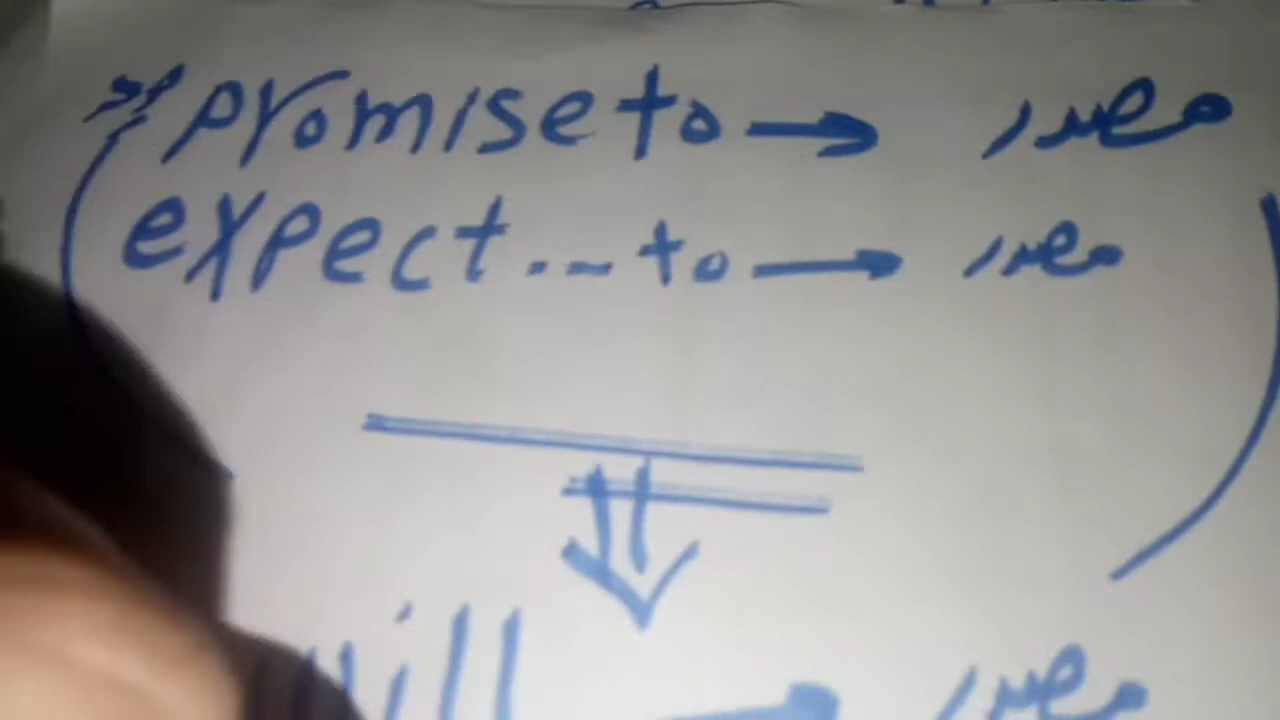 promise to → مصدر
expect... to → مصدر
will → مصدر